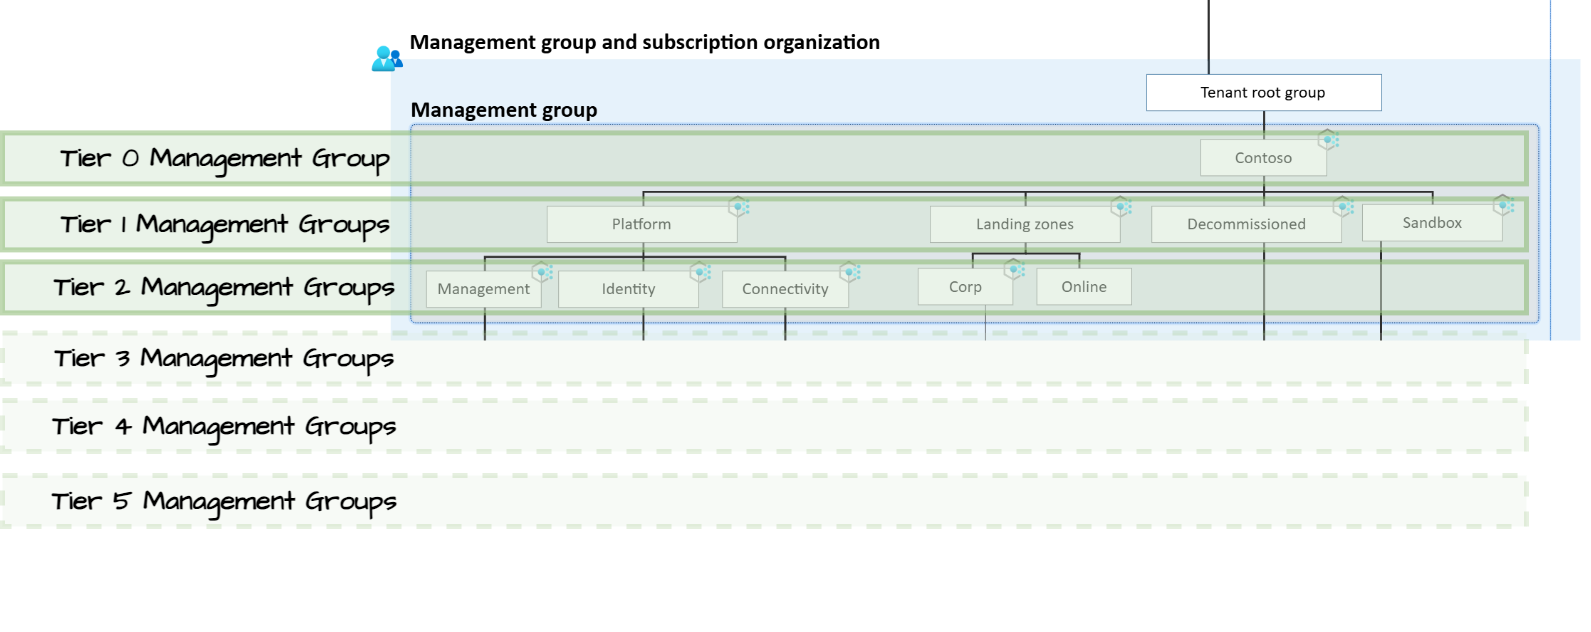 Management group and subscription organization
Tenant root group
Management group
Tier 0 Management Group
Contoso
Tier 1 Management Groups
Platform
Landing zones
Decommissioned
Sandbox
Tier 2 Management Groups
Management
Identity
Connectivity
Corp
Online
Tier 3 Management Groups
Tier 4 Management Groups
Tier 5 Management Groups